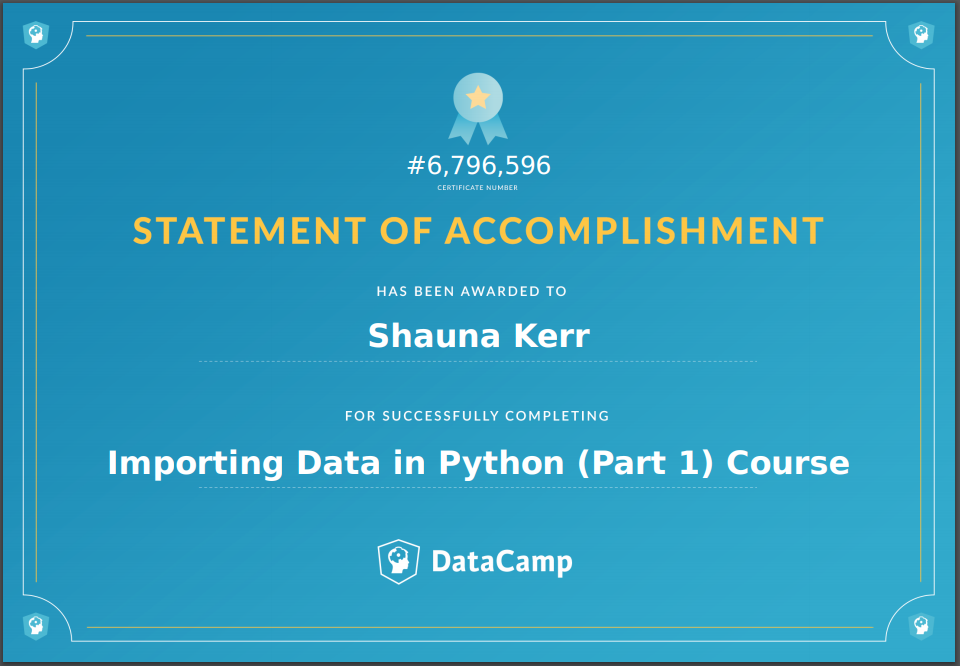 #6,796,596
CERTIFICATE NUMBER
STATEMENT OF ACCOMPLISHMENT
HAS BEEN AWARDED TO
Shauna Kerr
FOR SUCCESSFULLY COMPLETING
Importing Data in Python (Part 1) Course
DataCamp